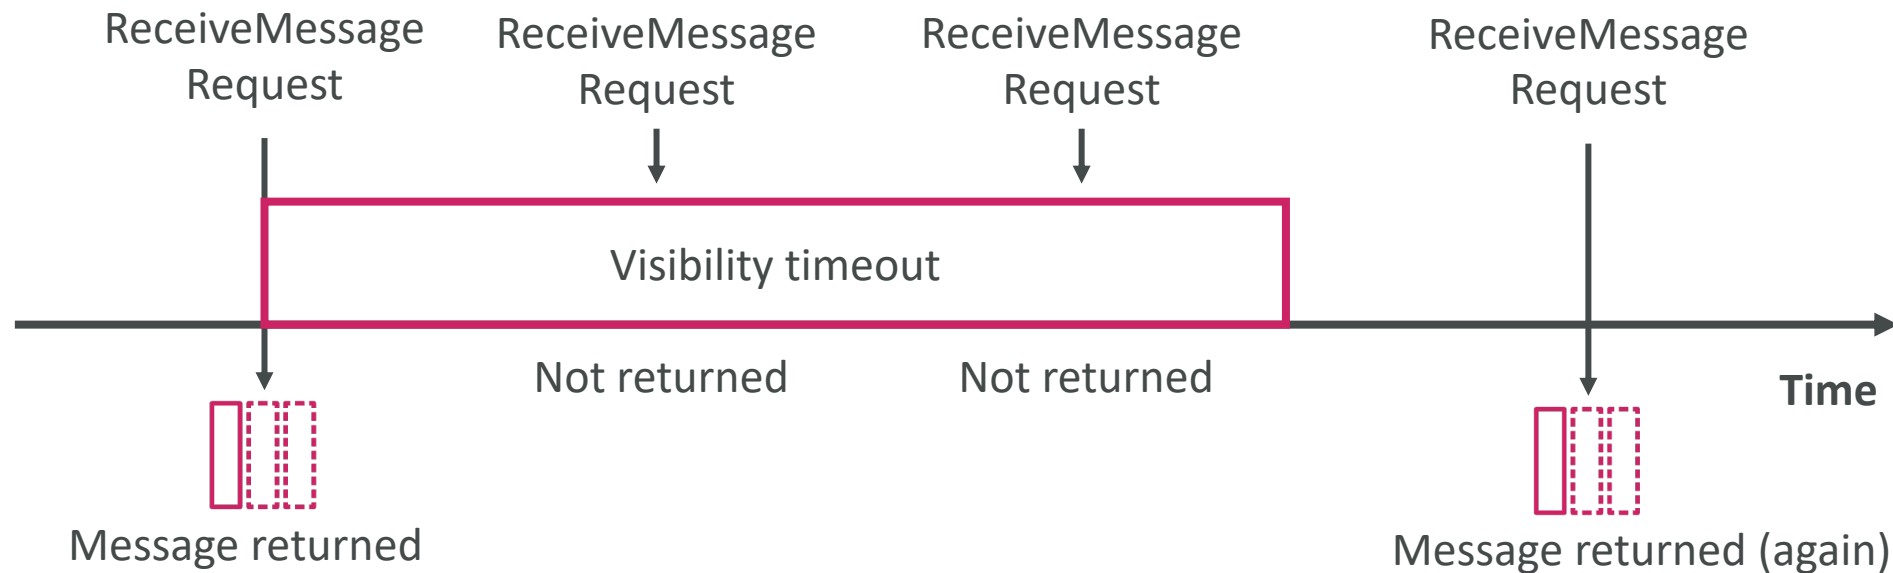 ReceiveMessage
Request
ReceiveMessage
Request
ReceiveMessage
Request
ReceiveMessage
Request
Visibility timeout
Not returned
Not returned
Time
Message returned
Message returned (again)